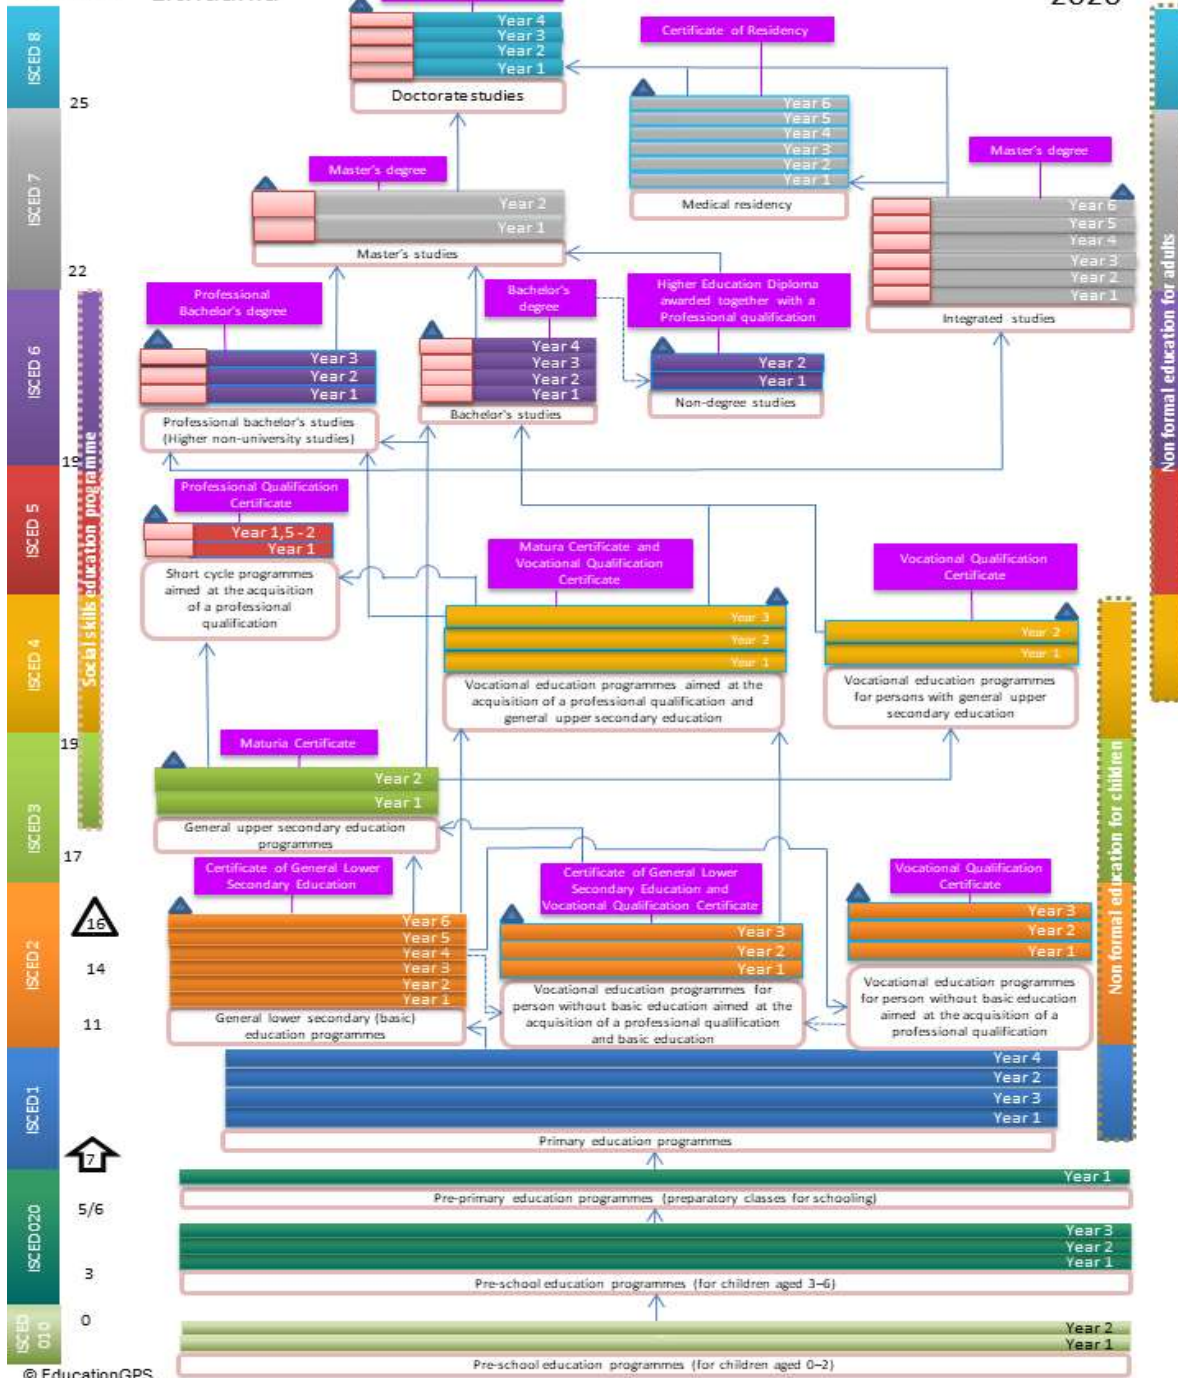 ISCED 8
Year 4
Year 3
Year 2
Year 1
Doctorate studies
Certificate of Residency
25
Year 6
Year 5
Year 4
Year 3
Year 2
Year 1
Medical residency
ISCED 7
Master's degree
Year 2
Year 1
Master's studies
Master's degree
Year 6
Year 5
Year 4
Year 3
Year 2
Year 1
Integrated studies
22
ISCED 6
Professional
Bachelor's degree
Year 3
Year 2
Year 1
Professional bachelor's studies
(Higher non-university studies)
Bachelor's
degree
Year 4
Year 3
Year 2
Year 1
Bachelor's studies
Higher Education Diploma
awarded together with a
Professional qualification
Year 2
Year 1
Non-degree studies
Non formal education for adults
19
Social skills education programme
ISCED 5
Professional Qualification
Certificate
Year 1,5 - 2
Year 1
Short cycle programmes
aimed at the acquisition
of a professional
qualification
ISCED 4
Matura Certificate and
Vocational Qualification
Certificate
Year 3
Year 2
Year 1
Vocational education programmes aimed at the
acquisition of a professional qualification and
general upper secondary education
Vocational Qualification
Certificate
Year 2
Year 1
Vocational education programmes
for persons with general upper
secondary education
19
ISCED3
Maturia Certificate
Year 2
Year 1
General upper secondary education
programmes
17
Non formal education for children
ISCED2
Certificate of General Lower
Secondary Education
16
14
11
Year 6
Year 5
Year 4
Year 3
Year 2
Year 1
General lower secondary (basic)
education programmes
Certificate of General Lower
Secondary Education and
Vocational Qualification Certificate
Year 3
Year 2
Year 1
Vocational education programmes for
person without basic education aimed at the
acquisition of a professional qualification
and basic education
Vocational Qualification
Certificate
Year 3
Year 2
Year 1
Vocational education programmes
for person without basic education
aimed at the acquisition of a
professional qualification
ISCED1
Year 4
Year 2
Year 3
Year 1
Primary education programmes
7
ISCED020
Year 1
Pre-primary education programmes (preparatory classes for schooling)
5/6
Year 3
Year 2
Year 1
3
Pre-school education programmes (for children aged 3–6)
0
ISCED
010
Year 2
Year 1
Pre-school education programmes (for children aged 0–2)
© EducationGPS